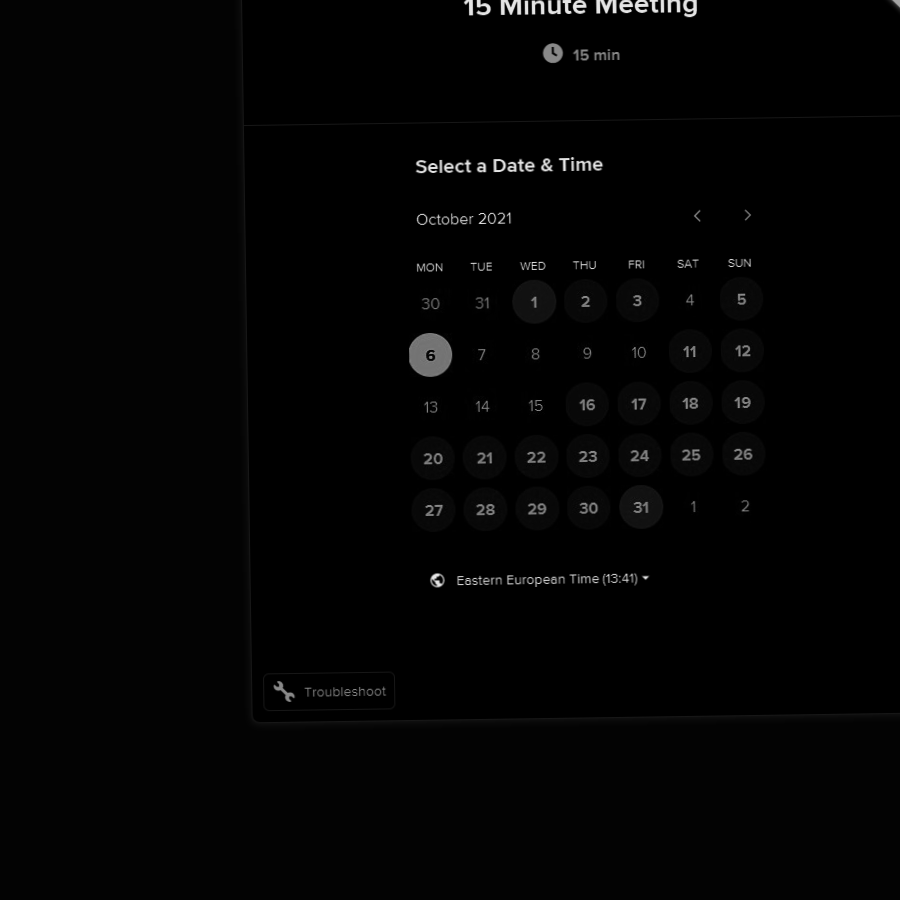 15 Minute Meeting
15 min
Select a Date & Time
October 2021
MON TUE WED THU FRI SAT SUN
30 31 1 2 3 4 5
6 7 8 9 10 11 12
13 14 15 16 17 18 19
20 21 22 23 24 25 26
27 28 29 30 31 1 2
Eastern European Time (13:41)
Troubleshoot